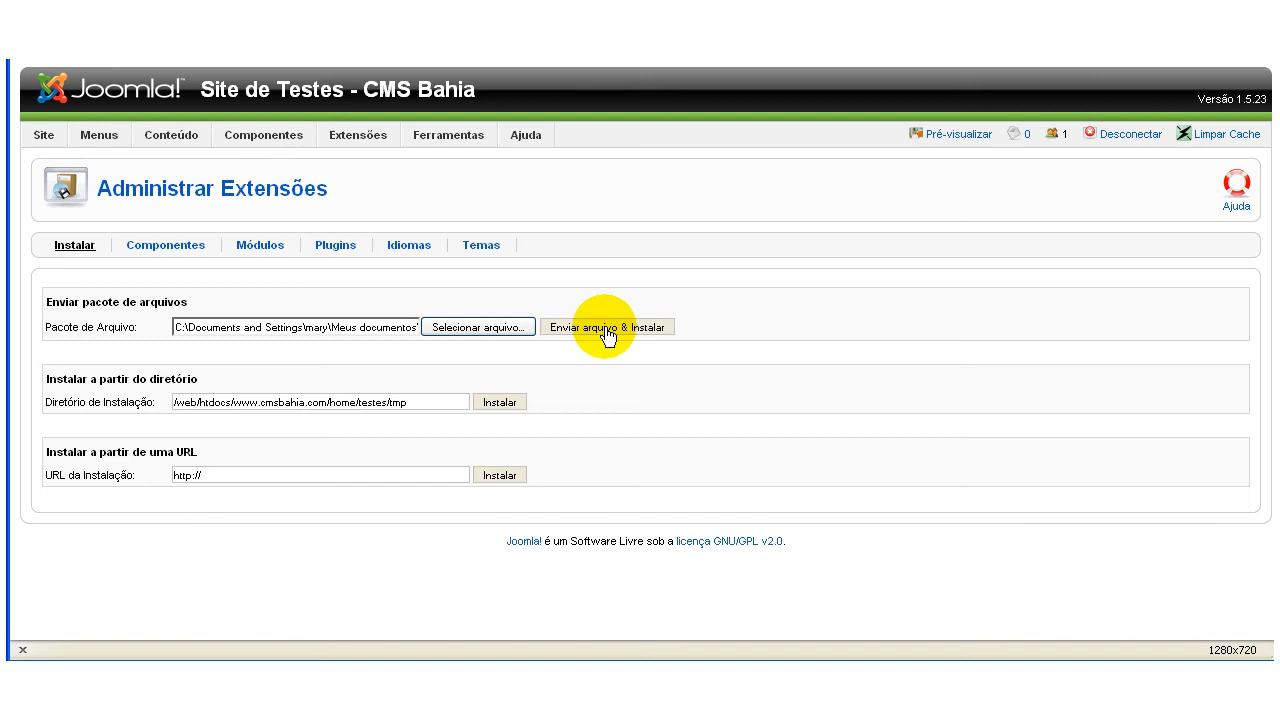 Joomla! Site de Testes - CMS Bahia
Versão 1.5.23
Site Menus Conteúdo Componentes Extensões Ferramentas Ajuda Pré-visualizar 0 1 Desconectar Limpar Cache
Administrar Extensões
Ajuda
Instalar Componentes Módulos Plugins Idiomas Temas
Enviar pacote de arquivos
Pacote de Arquivo: C:\Documents and Settings\mary\Meus documentos' Selecionar arquivo... Enviar arquivo & Instalar
Instalar a partir do diretório
Diretório de Instalação: /web/htdocs/www.cmsbahia.com/home/testes/tmp Instalar
Instalar a partir de uma URL
URL da Instalação: http:// Instalar
Joomla! é um Software Livre sob a licença GNU/GPL v2.0.
x 1280x720